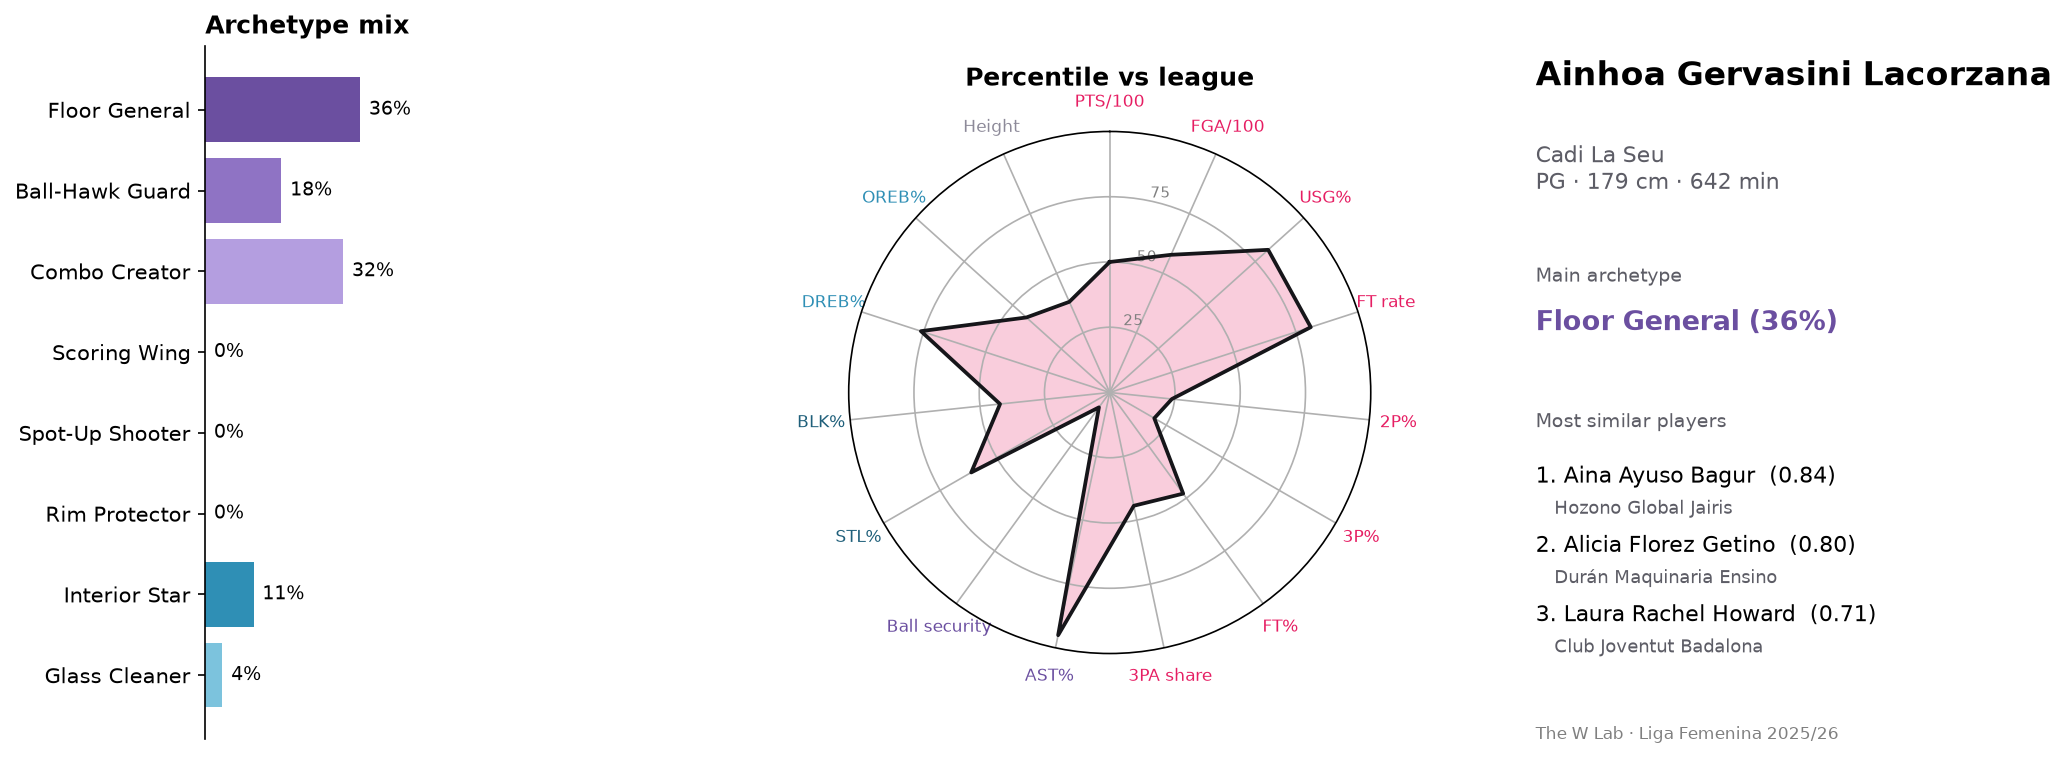 Archetype mix
Floor General
36%
Ball-Hawk Guard
18%
Combo Creator
32%
Scoring Wing
0%
Spot-Up Shooter
0%
Rim Protector
0%
Interior Star
11%
Glass Cleaner
4%
Percentile vs league
PTS/100
FGA/100
USG%
FT rate
2P%
3P%
FT%
3PA share
AST%
Ball security
STL%
BLK%
DREB%
OREB%
Height
25
50
75
Ainhoa Gervasini Lacorzana
Cadi La Seu
PG · 179 cm · 642 min
Main archetype
Floor General (36%)
Most similar players
1. Aina Ayuso Bagur (0.84)
Hozono Global Jairis
2. Alicia Florez Getino (0.80)
Durán Maquinaria Ensino
3. Laura Rachel Howard (0.71)
Club Joventut Badalona
The W Lab · Liga Femenina 2025/26